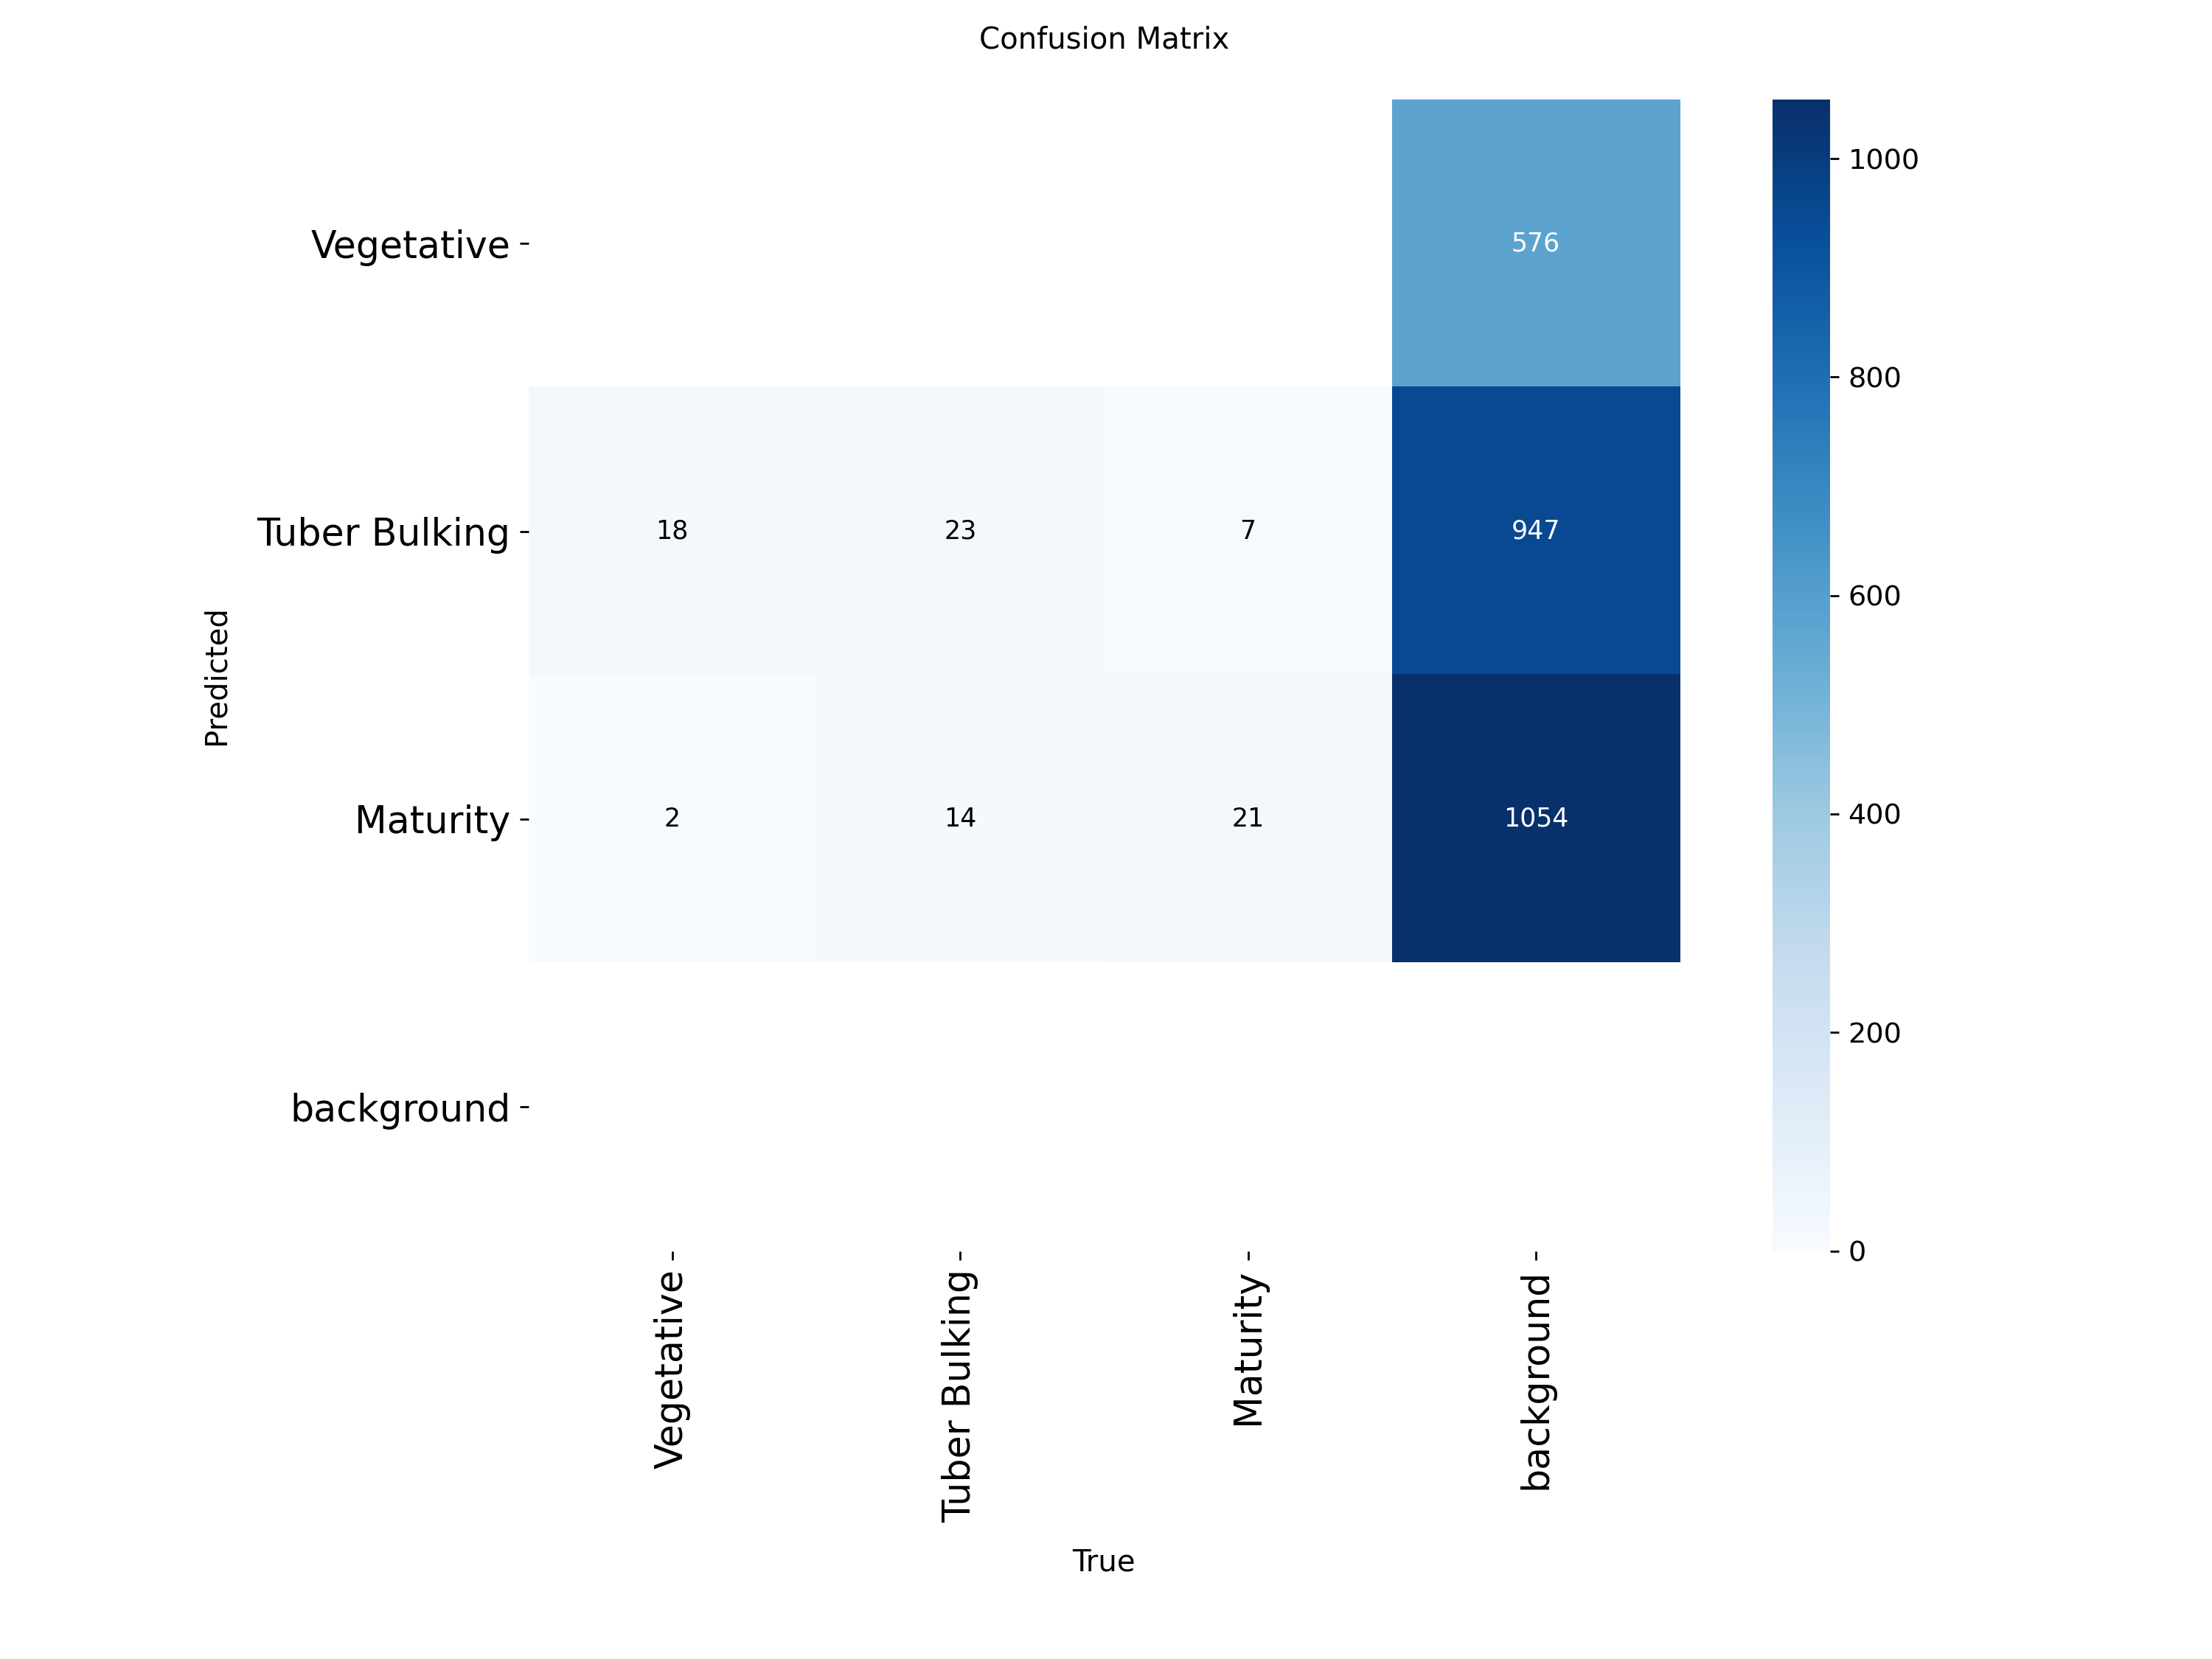 Confusion Matrix
Vegetative
576
1000
800
Tuber Bulking
18
23
7
947
600
Predicted
Maturity
2
14
21
1054
400
200
background
0
Vegetative
Tuber Bulking
Maturity
background
True